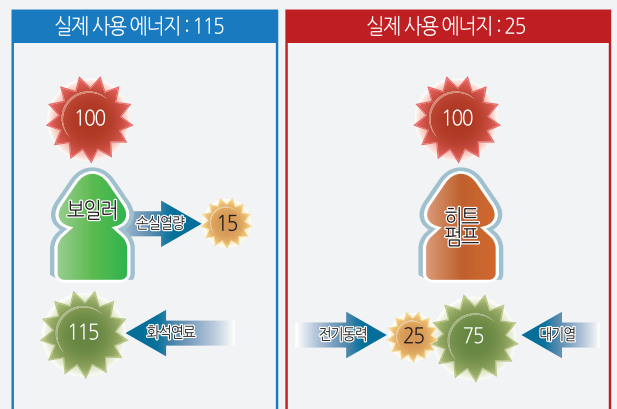 실제 사용 에너지 : 115
100
보일러
손실열량
15
115
화석연료
실제 사용 에너지 : 25
100
히트
펌프
전기동력
25
75
대기열